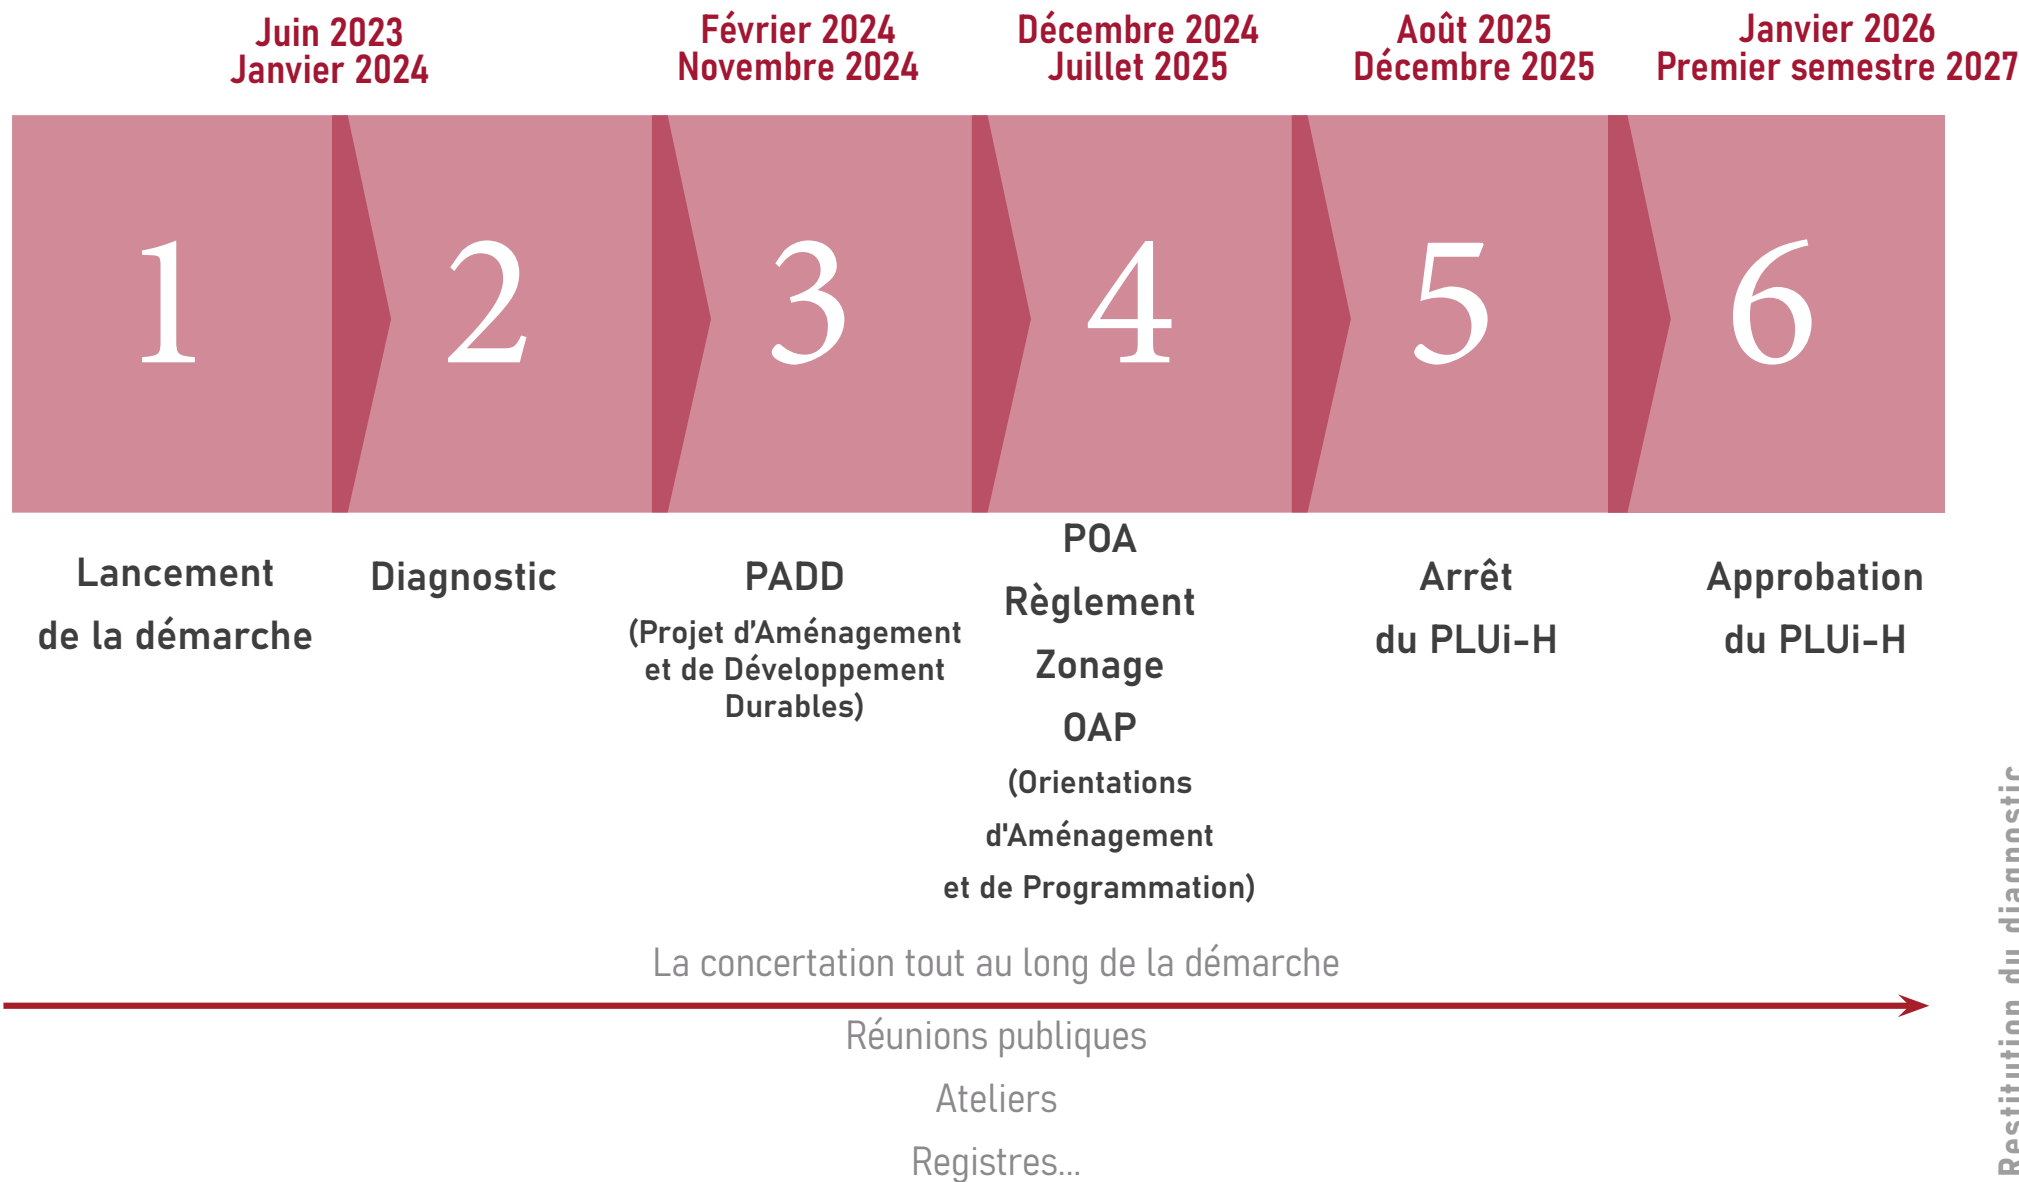 Juin 2023
Janvier 2024
Février 2024
Novembre 2024
Décembre 2024
Juillet 2025
Août 2025
Décembre 2025
Janvier 2026
Premier semestre 2027
1
2
3
4
5
6
Lancement
de la démarche
Diagnostic
PADD
(Projet d'Aménagement
et de Développement
Durables)
POA
Règlement
Zonage
OAP
(Orientations
d'Aménagement
et de Programmation)
Arrêt
du PLUi-H
Approbation
du PLUi-H
La concertation tout au long de la démarche
Réunions publiques
Ateliers
Registres...
Restitution du diagnostic